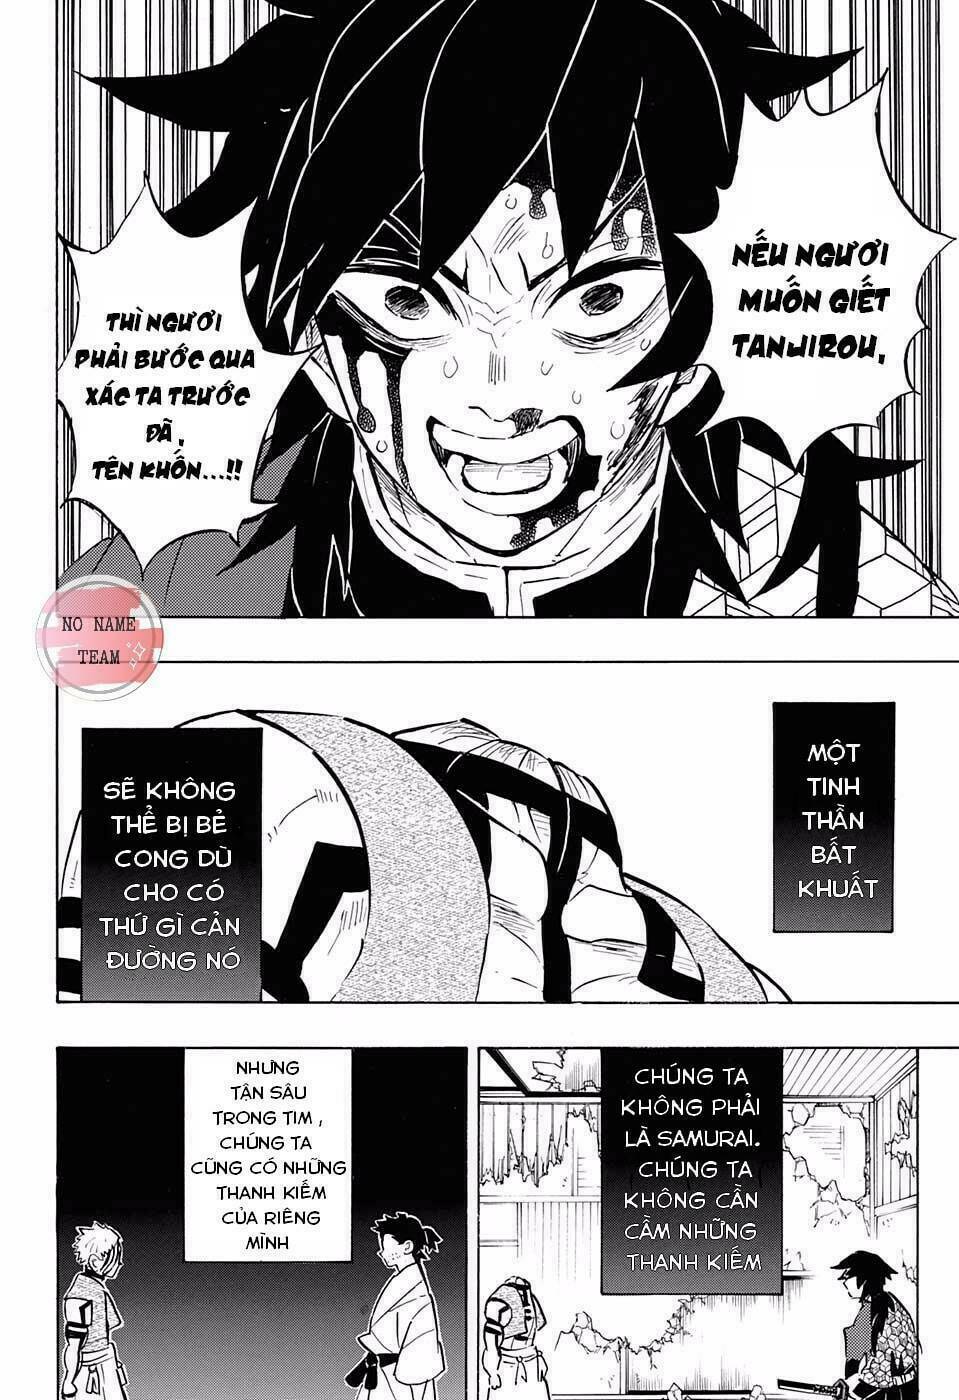 NẾU NGƯƠI
MUỐN GIẾT
TANJIROU,
THÌ NGƯƠI
PHẢI BƯỚC QUA
XÁC TA TRƯỚC
ĐÃ,
TÊN KHỐN...!!
NO NAME
TEAM
MỘT
TINH
THẦN
BẤT
KHUẤT
SẼ KHÔNG
THỂ BỊ BẺ
CONG DÙ
CHO CÓ
THỨ GÌ CẢN
ĐƯỜNG NÓ
CHÚNG TA
KHÔNG PHẢI
LÀ SAMURAI.
CHÚNG TA
KHÔNG CẦN
CẦM NHỮNG
THANH KIẾM
NHƯNG
TẬN SÂU
TRONG TIM,
CHÚNG TA
CŨNG CÓ NHỮNG
THANH KIẾM
CỦA RIÊNG
MÌNH